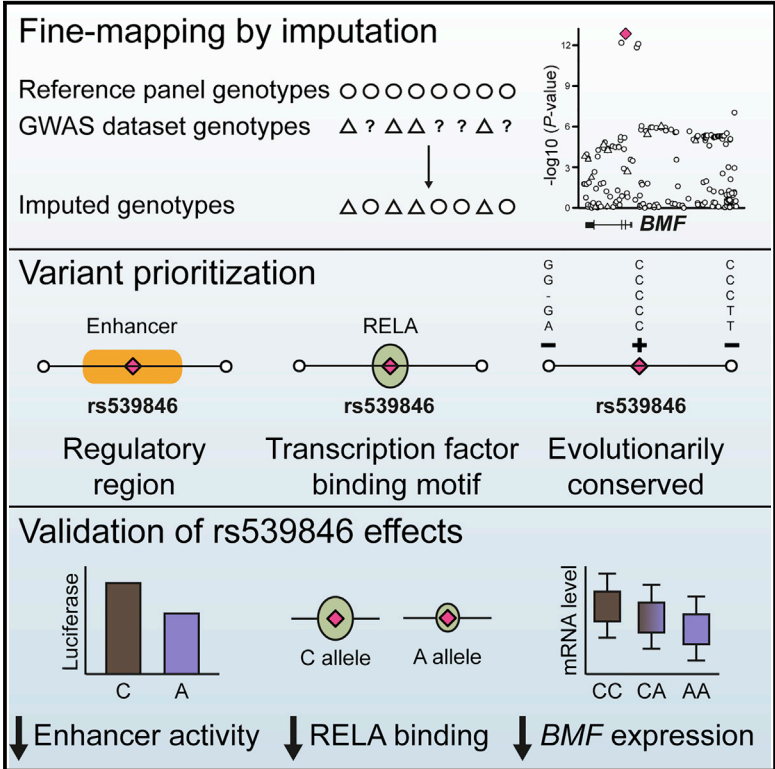 Fine-mapping by imputation
Reference panel genotypes
GWAS dataset genotypes ? ? ? ?
Imputed genotypes
-log10 (P-value)
12
9
6
3
0
BMF
Variant prioritization
Enhancer
rs539846
Regulatory
region
RELA
rs539846
Transcription factor
binding motif
G C C
G C C
- C C
G C T
A C T
− + −
rs539846
Evolutionarily
conserved
Validation of rs539846 effects
Luciferase
C A
Enhancer activity
C allele A allele
RELA binding
mRNA level
CC CA AA
BMF expression